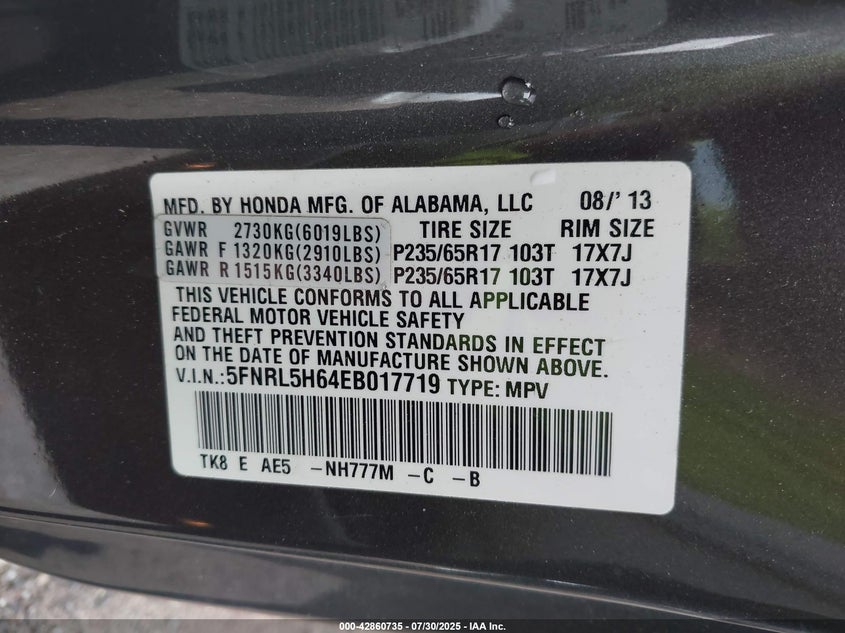 MFD. BY HONDA MFG. OF ALABAMA, LLC 08/' 13
GVWR 2730KG(6019LBS) TIRE SIZE RIM SIZE
GAWR F 1320KG(2910LBS) P235/65R17 103T 17X7J
GAWR R 1515KG(3340LBS) P235/65R17 103T 17X7J
THIS VEHICLE CONFORMS TO ALL APPLICABLE
FEDERAL MOTOR VEHICLE SAFETY
AND THEFT PREVENTION STANDARDS IN EFFECT
ON THE DATE OF MANUFACTURE SHOWN ABOVE.
V.I.N.:5FNRL5H64EB017719 TYPE: MPV
TK8 E AE5 -NH777M -C -B
000-42860735 - 07/30/2025 - IAA Inc.